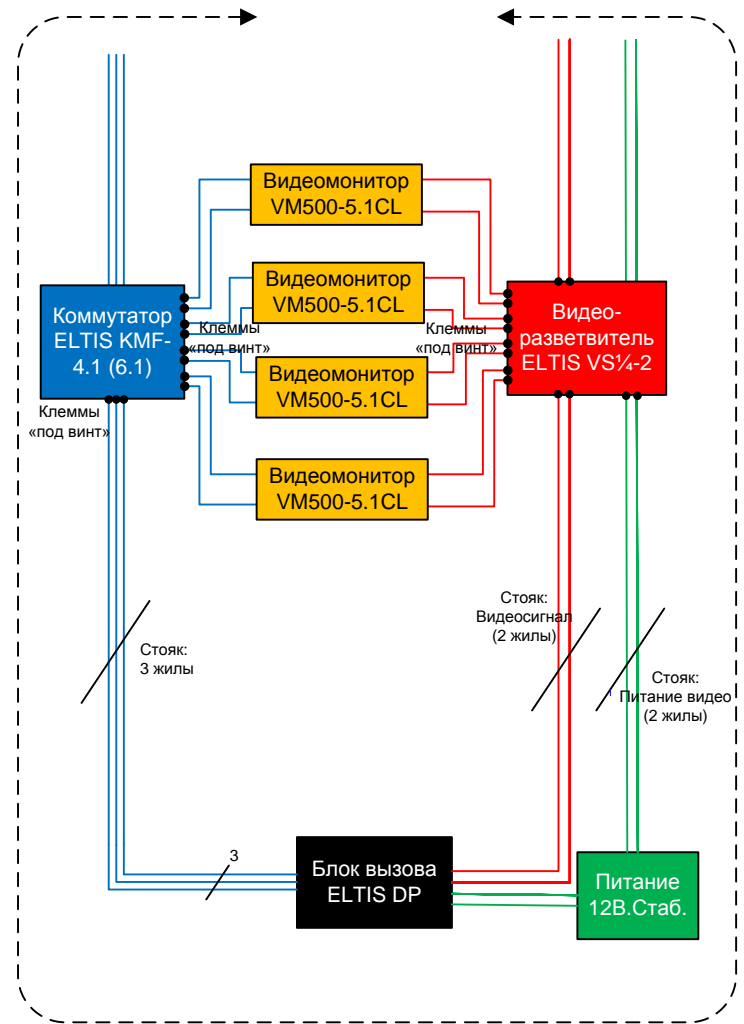 Видеомонитор
VM500-5.1CL
Видеомонитор
VM500-5.1CL
Коммутатор
ELTIS KMF-
4.1 (6.1)
Клеммы
«под винт»
Клеммы
«под винт»
Видео-
разветвитель
ELTIS VS¼-2
Видеомонитор
VM500-5.1CL
Клеммы
«под винт»
Видеомонитор
VM500-5.1CL
Стояк:
3 жилы
Стояк:
Видеосигнал
(2 жилы)
Стояк:
Питание видео
(2 жилы)
3
Блок вызова
ELTIS DP
Питание
12В.Стаб.